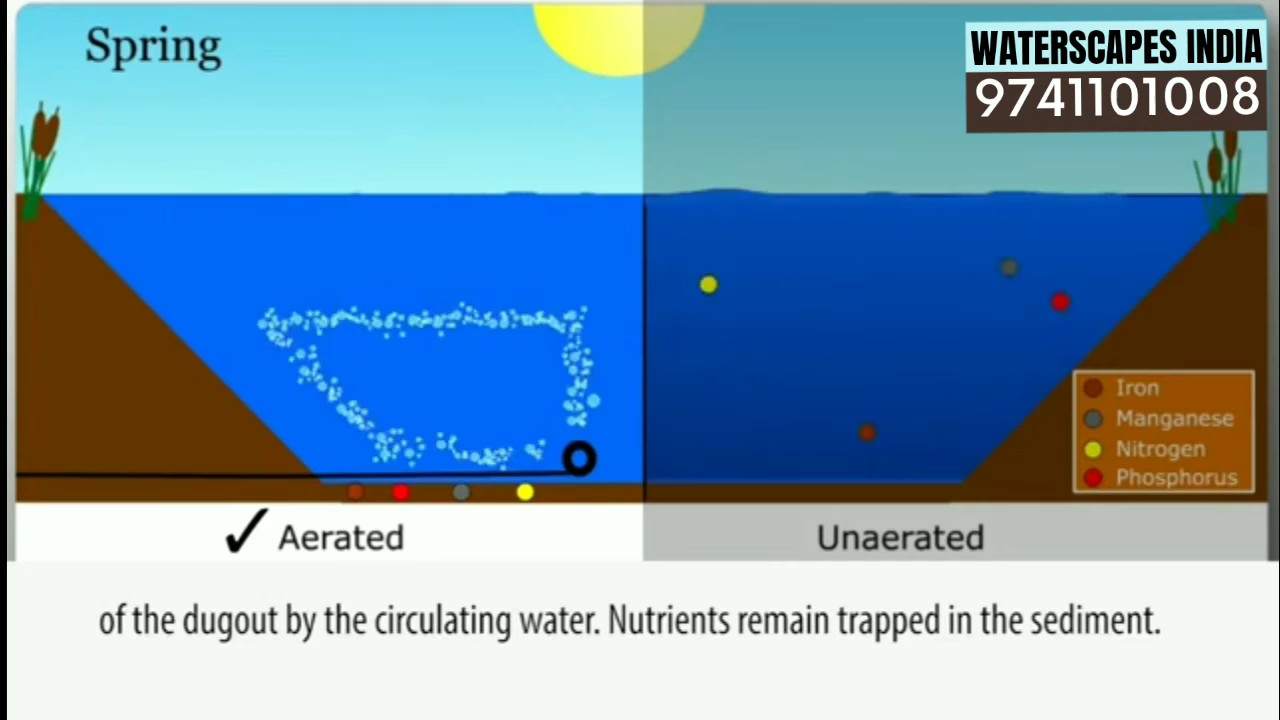 Spring
WATERSCAPES INDIA
9741101008
Iron
Manganese
Nitrogen
Phosphorus
✓ Aerated
Unaerated
of the dugout by the circulating water. Nutrients remain trapped in the sediment.